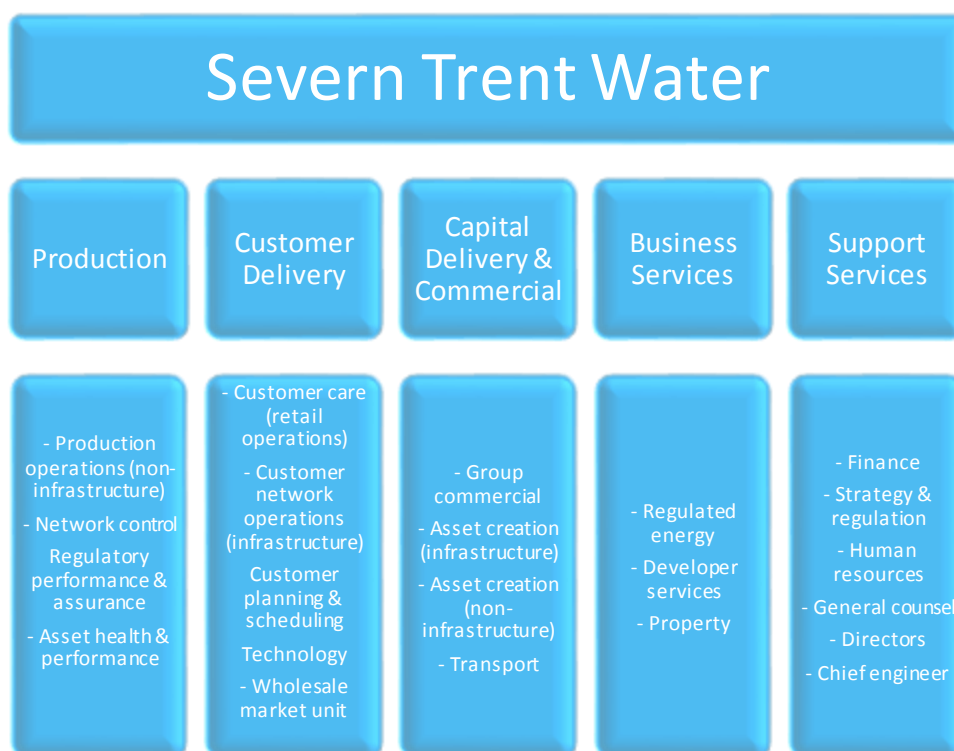 Severn Trent Water
Production
Customer
Delivery
Capital
Delivery &
Commercial
Business
Services
Support
Services
- Production
operations (non-
infrastructure)
- Network control
Regulatory
performance &
assurance
- Asset health &
performance
- Customer care
(retail
operations)
- Customer
network
operations
(infrastructure)
Customer
planning &
scheduling
Technology
- Wholesale
market unit
- Group
commercial
- Asset creation
(infrastructure)
- Asset creation
(non-
infrastructure)
- Transport
- Regulated
energy
- Developer
services
- Property
- Finance
- Strategy &
regulation
- Human
resources
- General counsel
- Directors
- Chief engineer